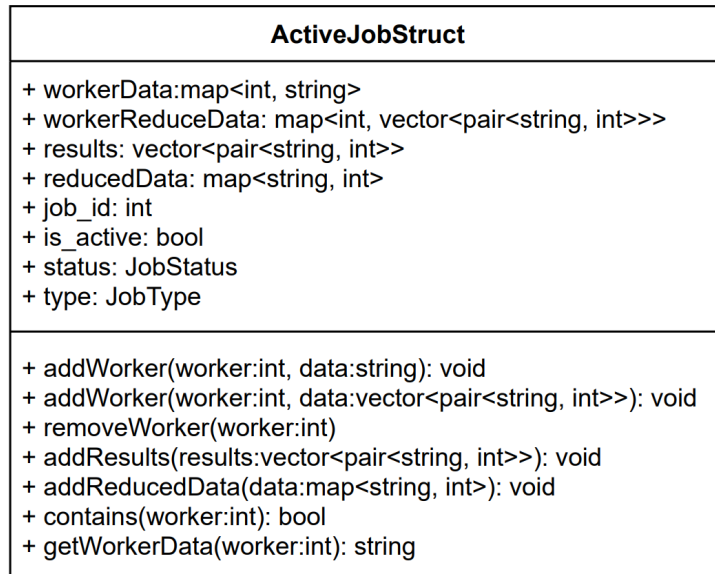 ActiveJobStruct
+ workerData:map<int, string>
+ workerReduceData: map<int, vector<pair<string, int>>>
+ results: vector<pair<string, int>>
+ reducedData: map<string, int>
+ job_id: int
+ is_active: bool
+ status: JobStatus
+ type: JobType
+ addWorker(worker:int, data:string): void
+ addWorker(worker:int, data:vector<pair<string, int>>): void
+ removeWorker(worker:int)
+ addResults(results:vector<pair<string, int>>): void
+ addReducedData(data:map<string, int>): void
+ contains(worker:int): bool
+ getWorkerData(worker:int): string